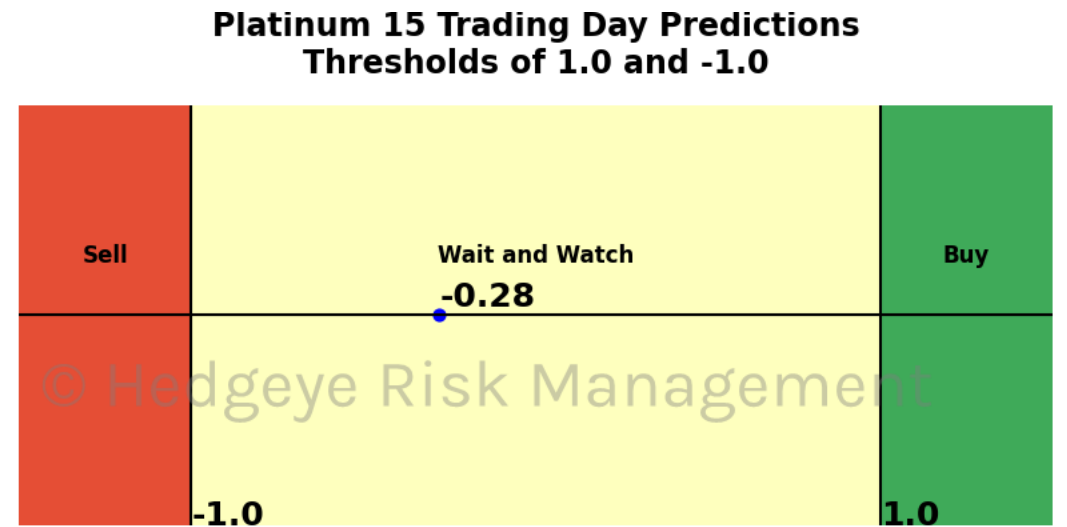 Platinum 15 Trading Day Predictions
Thresholds of 1.0 and -1.0
Sell
Wait and Watch
Buy
-0.28
© Hedgeye Risk Management
-1.0
1.0